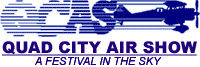 QCAS
QUAD CITY AIR SHOW
A FESTIVAL IN THE SKY